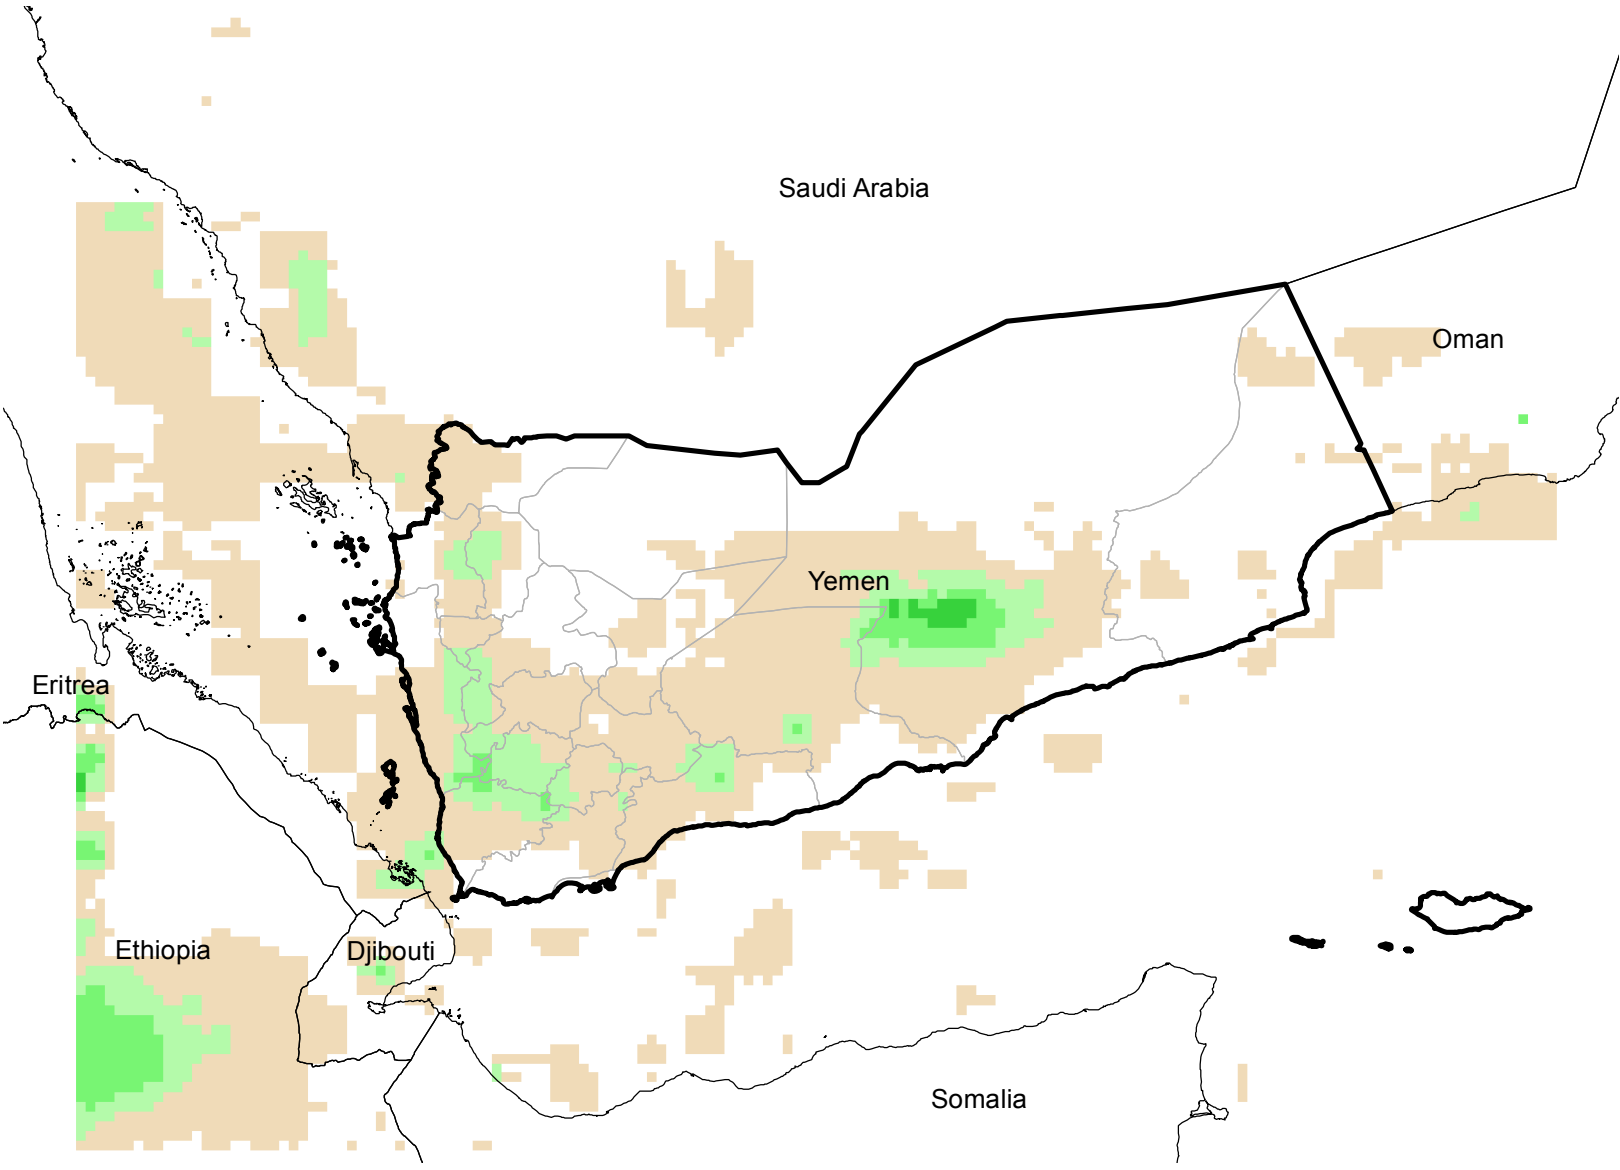 Saudi Arabia
Oman
Yemen
Eritrea
Ethiopia
Djibouti
Somalia